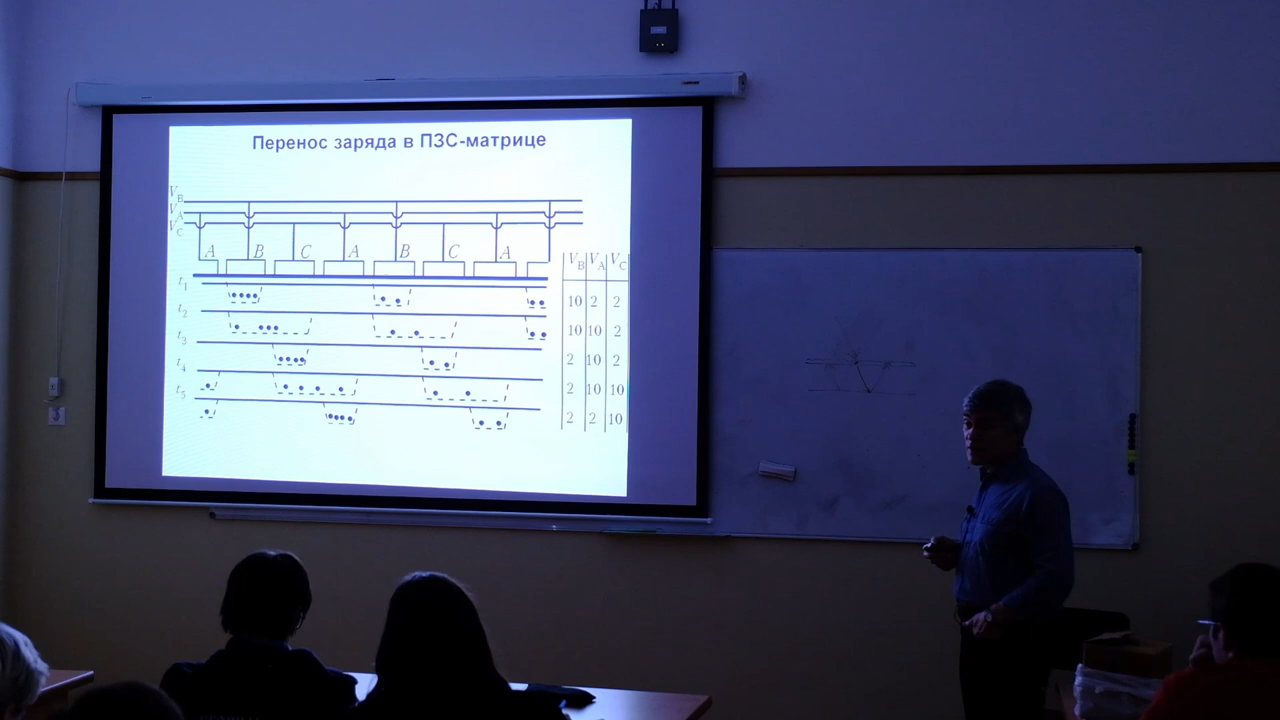 Перенос заряда в ПЗС-матрице
V_B
V_A
V_C
A B C A B C A
V_B V_A V_C
t_1
10 2 2
t_2
10 10 2
t_3
2 10 2
t_4
2 10 10
t_5
2 2 10